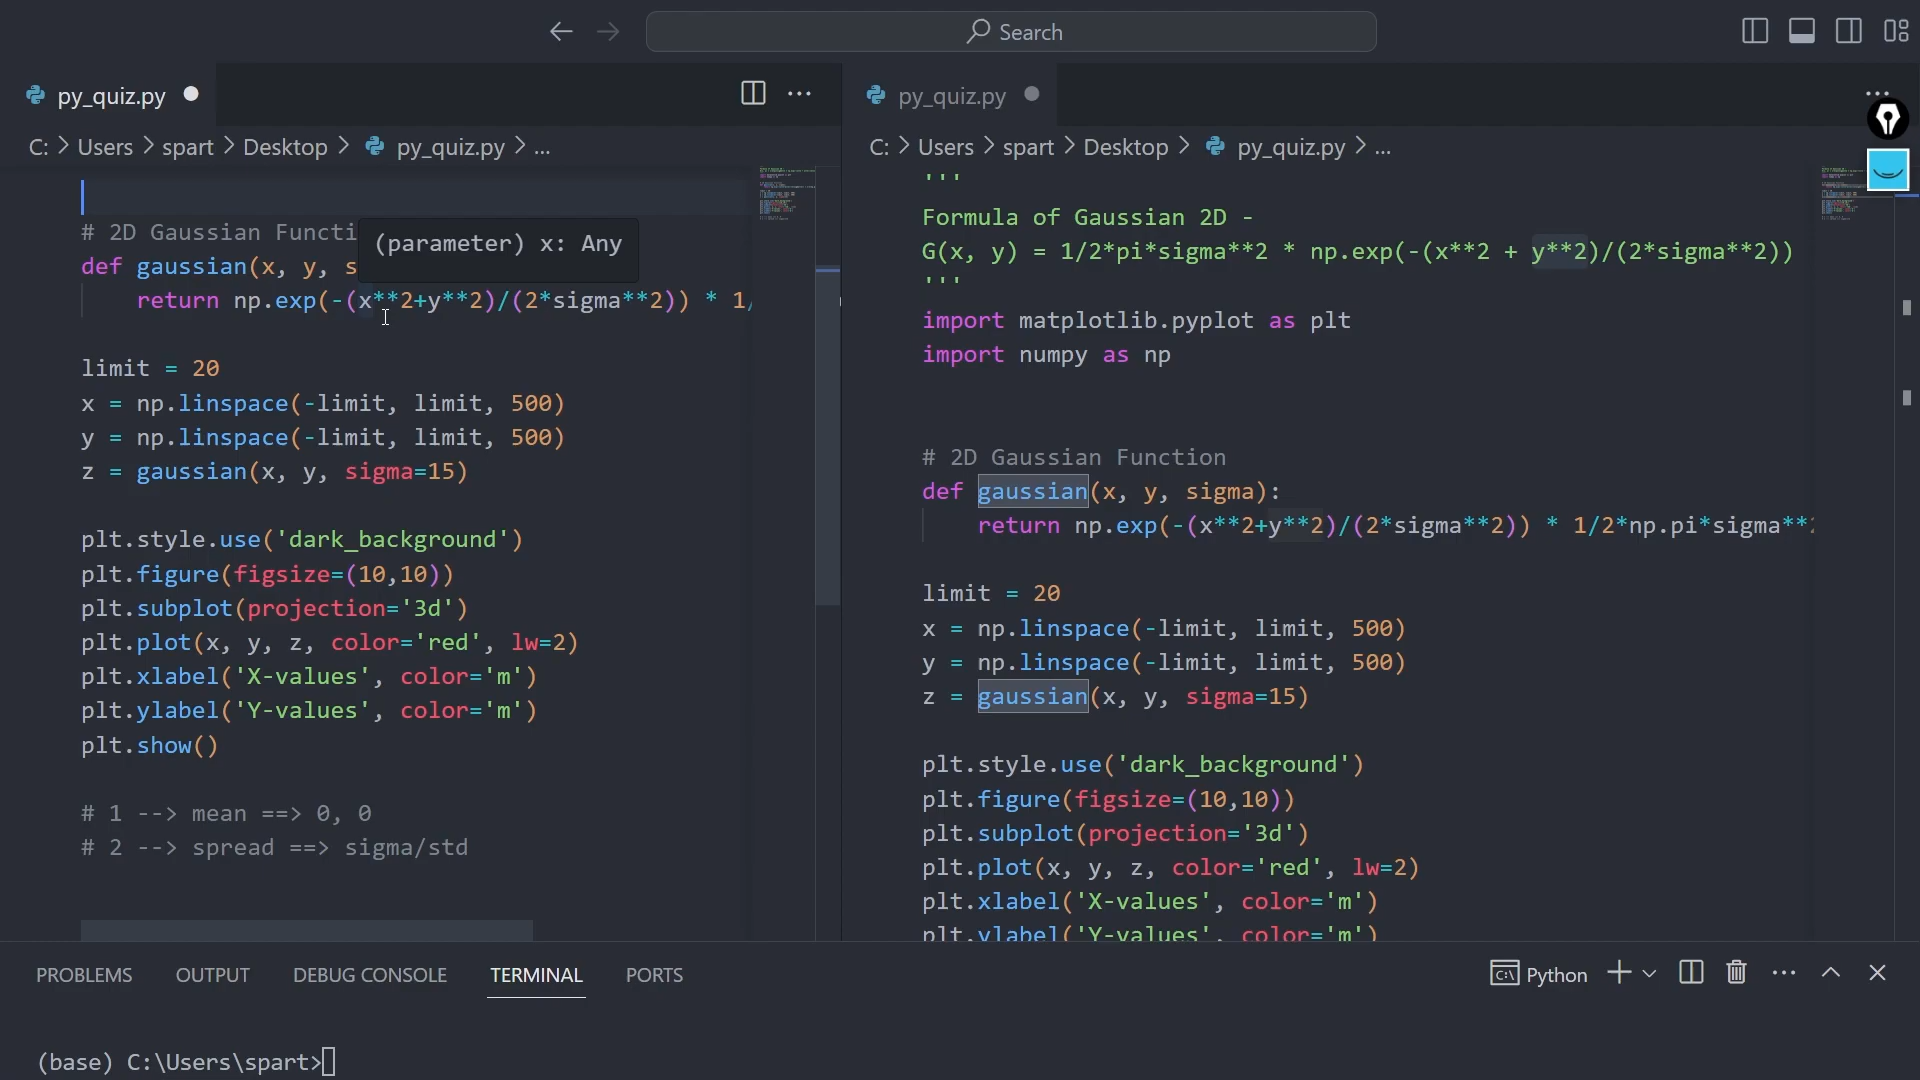 Search
py_quiz.py
C: > Users > spart > Desktop > py_quiz.py > ...
# 2D Gaussian Functi
(parameter) x: Any
def gaussian(x, y, s
return np.exp(-(x**2+y**2)/(2*sigma**2)) * 1/
limit = 20
x = np.linspace(-limit, limit, 500)
y = np.linspace(-limit, limit, 500)
z = gaussian(x, y, sigma=15)
plt.style.use('dark_background')
plt.figure(figsize=(10,10))
plt.subplot(projection='3d')
plt.plot(x, y, z, color='red', lw=2)
plt.xlabel('X-values', color='m')
plt.ylabel('Y-values', color='m')
plt.show()
# 1 --> mean ==> 0, 0
# 2 --> spread ==> sigma/std
py_quiz.py
C: > Users > spart > Desktop > py_quiz.py > ...
'''
Formula of Gaussian 2D -
G(x, y) = 1/2*pi*sigma**2 * np.exp(-(x**2 + y**2)/(2*sigma**2))
'''
import matplotlib.pyplot as plt
import numpy as np
# 2D Gaussian Function
def gaussian(x, y, sigma):
return np.exp(-(x**2+y**2)/(2*sigma**2)) * 1/2*np.pi*sigma**2
limit = 20
x = np.linspace(-limit, limit, 500)
y = np.linspace(-limit, limit, 500)
z = gaussian(x, y, sigma=15)
plt.style.use('dark_background')
plt.figure(figsize=(10,10))
plt.subplot(projection='3d')
plt.plot(x, y, z, color='red', lw=2)
plt.xlabel('X-values', color='m')
plt.ylabel('Y-values', color='m')
PROBLEMS OUTPUT DEBUG CONSOLE TERMINAL PORTS
Python
(base) C:\Users\spart>